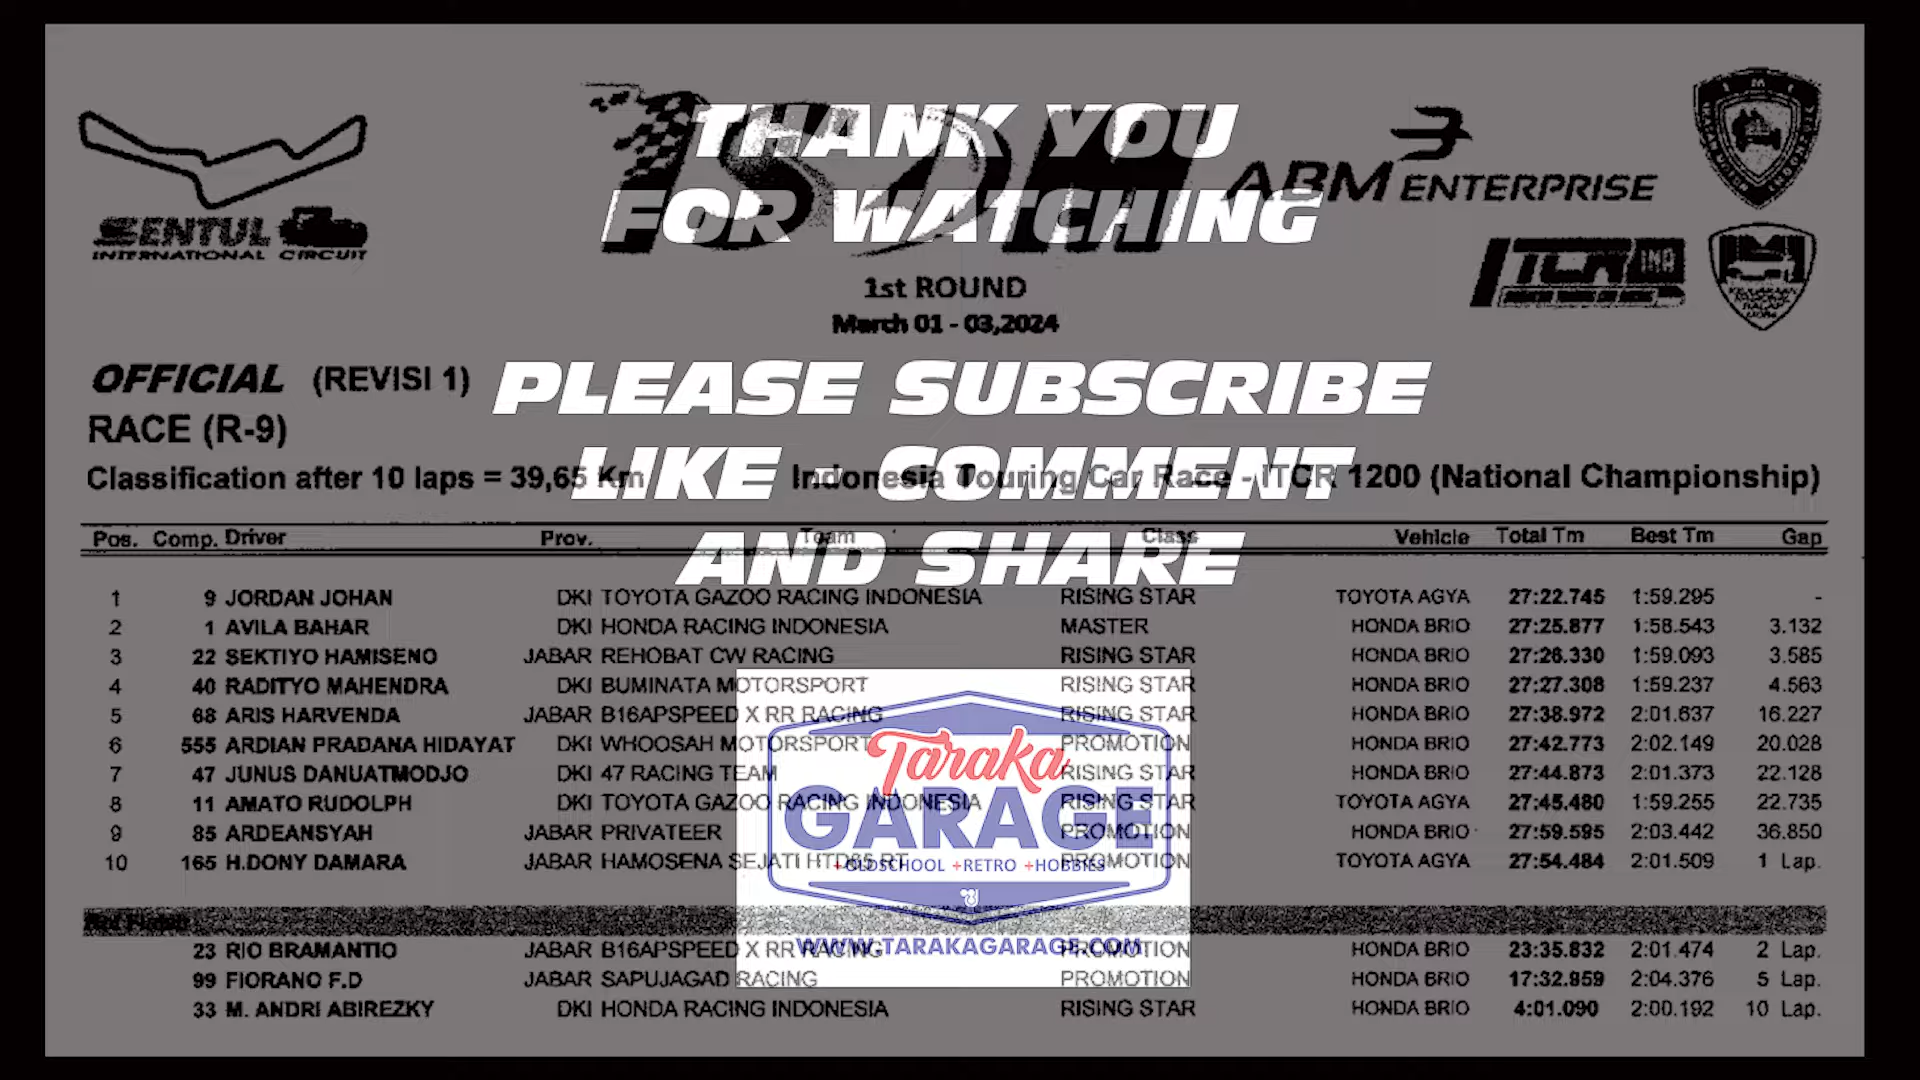 THANK YOU
FOR WATCHING
SENTUL
INTERNATIONAL CIRCUIT
ISOM
ABM ENTERPRISE
ITCR INA
1st ROUND
March 01 - 03,2024
OFFICIAL (REVISI 1)
PLEASE SUBSCRIBE
RACE (R-9)
LIKE - COMMENT
Classification after 10 laps = 39,65 Km Indonesia Touring Car Race - ITCR 1200 (National Championship)
AND SHARE
Pos. Comp. Driver Prov. Team Class Vehicle Total Tm Best Tm Gap
1 9 JORDAN JOHAN DKI TOYOTA GAZOO RACING INDONESIA RISING STAR TOYOTA AGYA 27:22.745 1:59.295 -
2 1 AVILA BAHAR DKI HONDA RACING INDONESIA MASTER HONDA BRIO 27:25.877 1:58.543 3.132
3 22 SEKTIYO HAMISENO JABAR REHOBAT CW RACING RISING STAR HONDA BRIO 27:26.330 1:59.093 3.585
4 40 RADITYO MAHENDRA DKI BUMINATA MOTORSPORT RISING STAR HONDA BRIO 27:27.308 1:59.237 4.563
5 68 ARIS HARVENDA JABAR B16APSPEED X RR RACING RISING STAR HONDA BRIO 27:38.972 2:01.637 16.227
6 555 ARDIAN PRADANA HIDAYAT DKI WHOOSAH MOTORSPORT PROMOTION HONDA BRIO 27:42.773 2:02.149 20.028
7 47 JUNUS DANUATMODJO DKI 47 RACING TEAM RISING STAR HONDA BRIO 27:44.873 2:01.373 22.128
8 11 AMATO RUDOLPH DKI TOYOTA GAZOO RACING INDONESIA RISING STAR TOYOTA AGYA 27:45.480 1:59.255 22.735
9 85 ARDEANSYAH JABAR PRIVATEER PROMOTION HONDA BRIO 27:59.595 2:03.442 36.850
10 165 H.DONY DAMARA JABAR HAMOSENA SEJATI HTD65 RT PROMOTION TOYOTA AGYA 27:54.484 2:01.509 1 Lap.
Taraka
GARAGE
+OLDSCHOOL +RETRO +HOBBIES
23 RIO BRAMANTIO JABAR B16APSPEED X RR RACING PROMOTION HONDA BRIO 23:35.832 2:01.474 2 Lap.
WWW.TARAKAGARAGE.COM
99 FIORANO F.D JABAR SAPUJAGAD RACING PROMOTION HONDA BRIO 17:32.859 2:04.376 5 Lap.
33 M. ANDRI ABIREZKY DKI HONDA RACING INDONESIA RISING STAR HONDA BRIO 4:01.090 2:00.192 10 Lap.